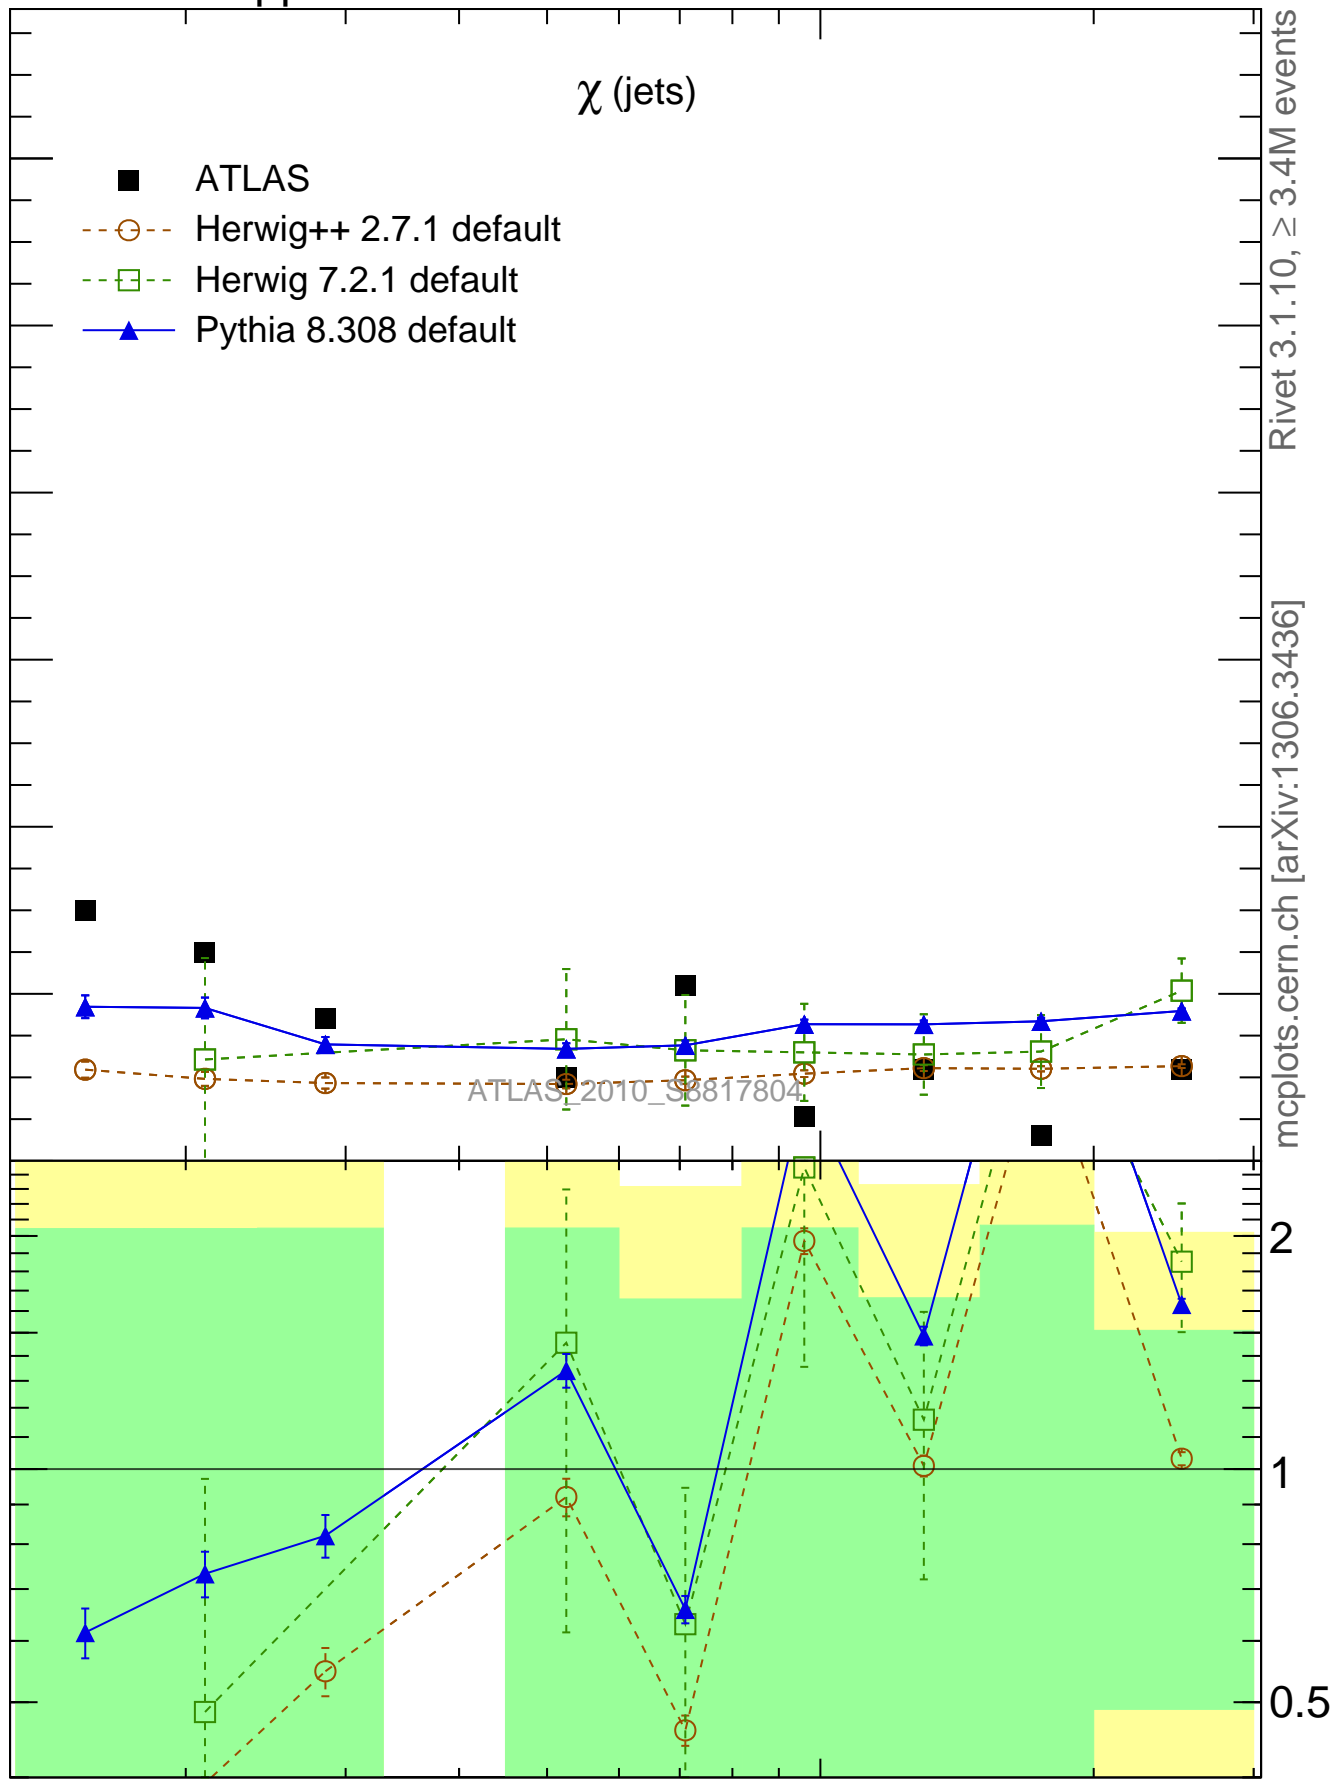 χ (jets)
ATLAS
Herwig++ 2.7.1 default
Herwig 7.2.1 default
Pythia 8.308 default
ATLAS_2010_S8817804
2
1
0.5
Rivet 3.1.10, ≥ 3.4M events
mcplots.cern.ch [arXiv:1306.3436]